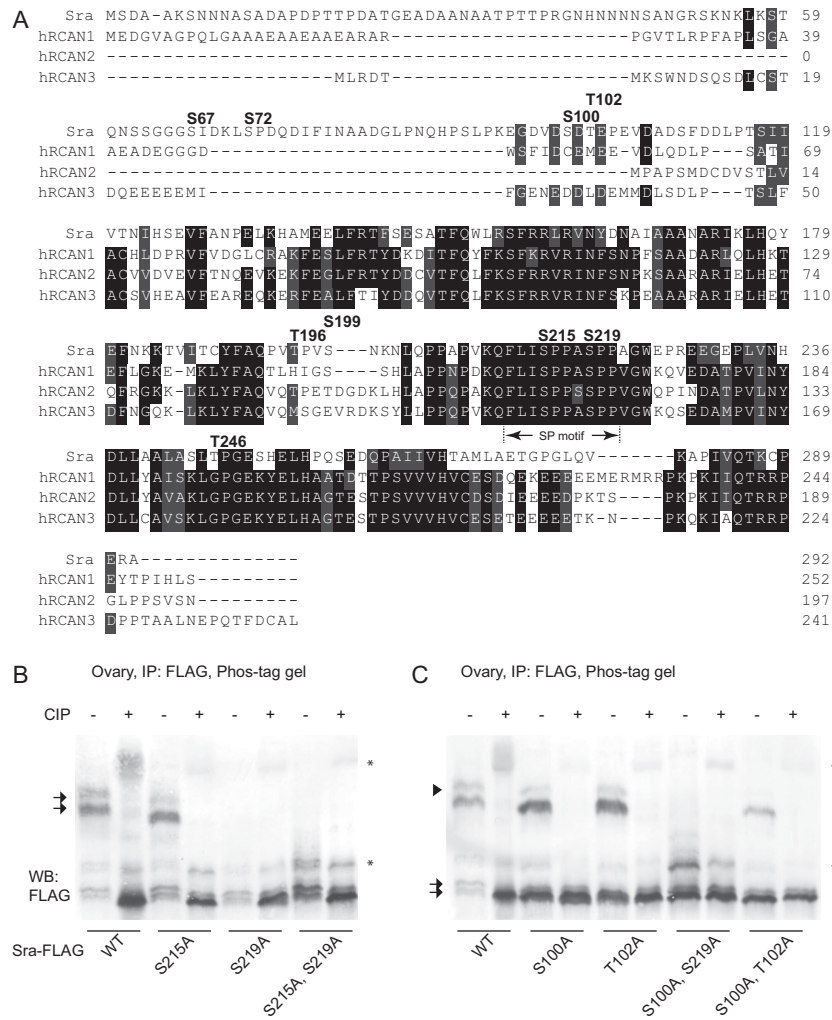 A
Sra MSDA-AKSNNNASADAPDPTTPDATGEADAANAATPTTPRGNHNNNNSANGRSKNKLKST 59
hRCAN1 MEDGVAGPQLGAAAEAAEAAEARAR---------------------PGVTLRPFAPLSGA 39
hRCAN2 ------------------------------------------------------------ 0
hRCAN3 --------------------MLRDT---------------------MKSWNDSQSDLCST 19
T102
S67 S72 S100
Sra QNSSGGGSIDKLSPDQDIFINAADGLPNQHPSLPKEGDVDSDTEPEVDADSFDDLPTSII 119
hRCAN1 AEADEGGGD--------------------------WSFIDCEMEE-VDLQDLP---SATI 69
hRCAN2 ----------------------------------------------MPAPSMDCDVSTLV 14
hRCAN3 DQEEEEEMI--------------------------FGENEDDLDEMMDLSDLP---TSLF 50
Sra VTNIHSEVFANPELKHAMEELFRTFSESATFQWLRSFRRLRVNYDNAIAAANARIKLHQY 179
hRCAN1 ACHLDPRVFVDGLCRAKFESLFRTYDKDITFQYFKSFKRVRINFSNPFSAADARLQLHKT 129
hRCAN2 ACVVDVEVFTNQEVKEKFEGLFRTYDDCVTFQLFKSFRRVRINFSNPKSAARARIELHET 74
hRCAN3 ACSVHEAVFEAREQKERFEALFTIYDDQVTFQLFKSFRRVRINFSKPEAAARARIELHET 110
S199
T196 S215 S219
Sra EFNKKTVITCYFAQPVTPVS---NKNLQPPAPVKQFLISPPASPPAGWEPREEGEPLVNH 236
hRCAN1 EFLGKE-MKLYFAQTLHIGS----SHLAPPNPDKQFLISPPASPPVGWKQVEDATPVINY 184
hRCAN2 QFRGKK-LKLYFAQVQTPETDGDKLHLAPPQPAKQFLISPPSSPPVGWQPINDATPVLNY 133
hRCAN3 DFNGQK-LKLYFAQVQMSGEVRDKSYLLPPQPVKQFLISPPASPPVGWKQSEDAMPVINY 169
SP motif
T246
Sra DLLAALASLTPGESHELHPQSEDQPAIIVHTAMLAETGPGLQV-------KAPIVQTKCP 289
hRCAN1 DLLYAISKLGPGEKYELHAATDTTPSVVVHVCESDQEKEEEEEMERMRRPKPKIIQTRRP 244
hRCAN2 DLLYAVAKLGPGEKYELHAGTESTPSVVVHVCESDIEEEEDPKTS----PKPKIIQTRRP 189
hRCAN3 DLLCAVSKLGPGEKYELHAGTESTPSVVVHVCESETEEEEETK-N----PKQKIAQTRRP 224
Sra ERA-------------- 292
hRCAN1 EYTPIHLS--------- 252
hRCAN2 GLPPSVSN--------- 197
hRCAN3 DPPTAALNEPQTFDCAL 241
B Ovary, IP: FLAG, Phos-tag gel
CIP - + - + - + - +
*
*
WB:
FLAG
Sra-FLAG WT S215A S219A S215A, S219A
C Ovary, IP: FLAG, Phos-tag gel
- + - + - + - + - +
WT S100A T102A S100A, S219A S100A, T102A